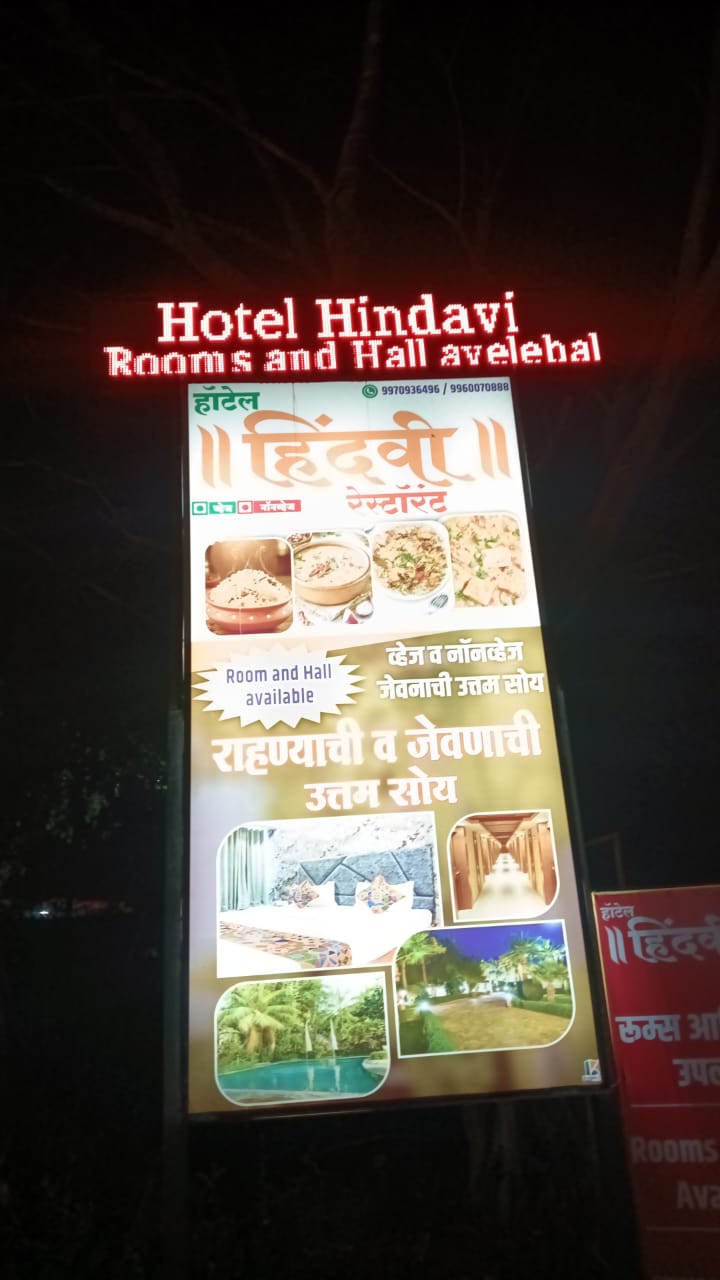 Hotel Hindavi
Rooms and Hall avelebal
हॉटेल
9970936496 / 9960070888
॥ हिंदवी ॥
रेस्टॉरंट
व्हेज नॉनव्हेज
Room and Hall
available
व्हेज व नॉनव्हेज
जेवनाची उत्तम सोय
राहण्याची व जेवणाची
उत्तम सोय
हॉटेल
॥ हिंदवी
रूम्स
Rooms